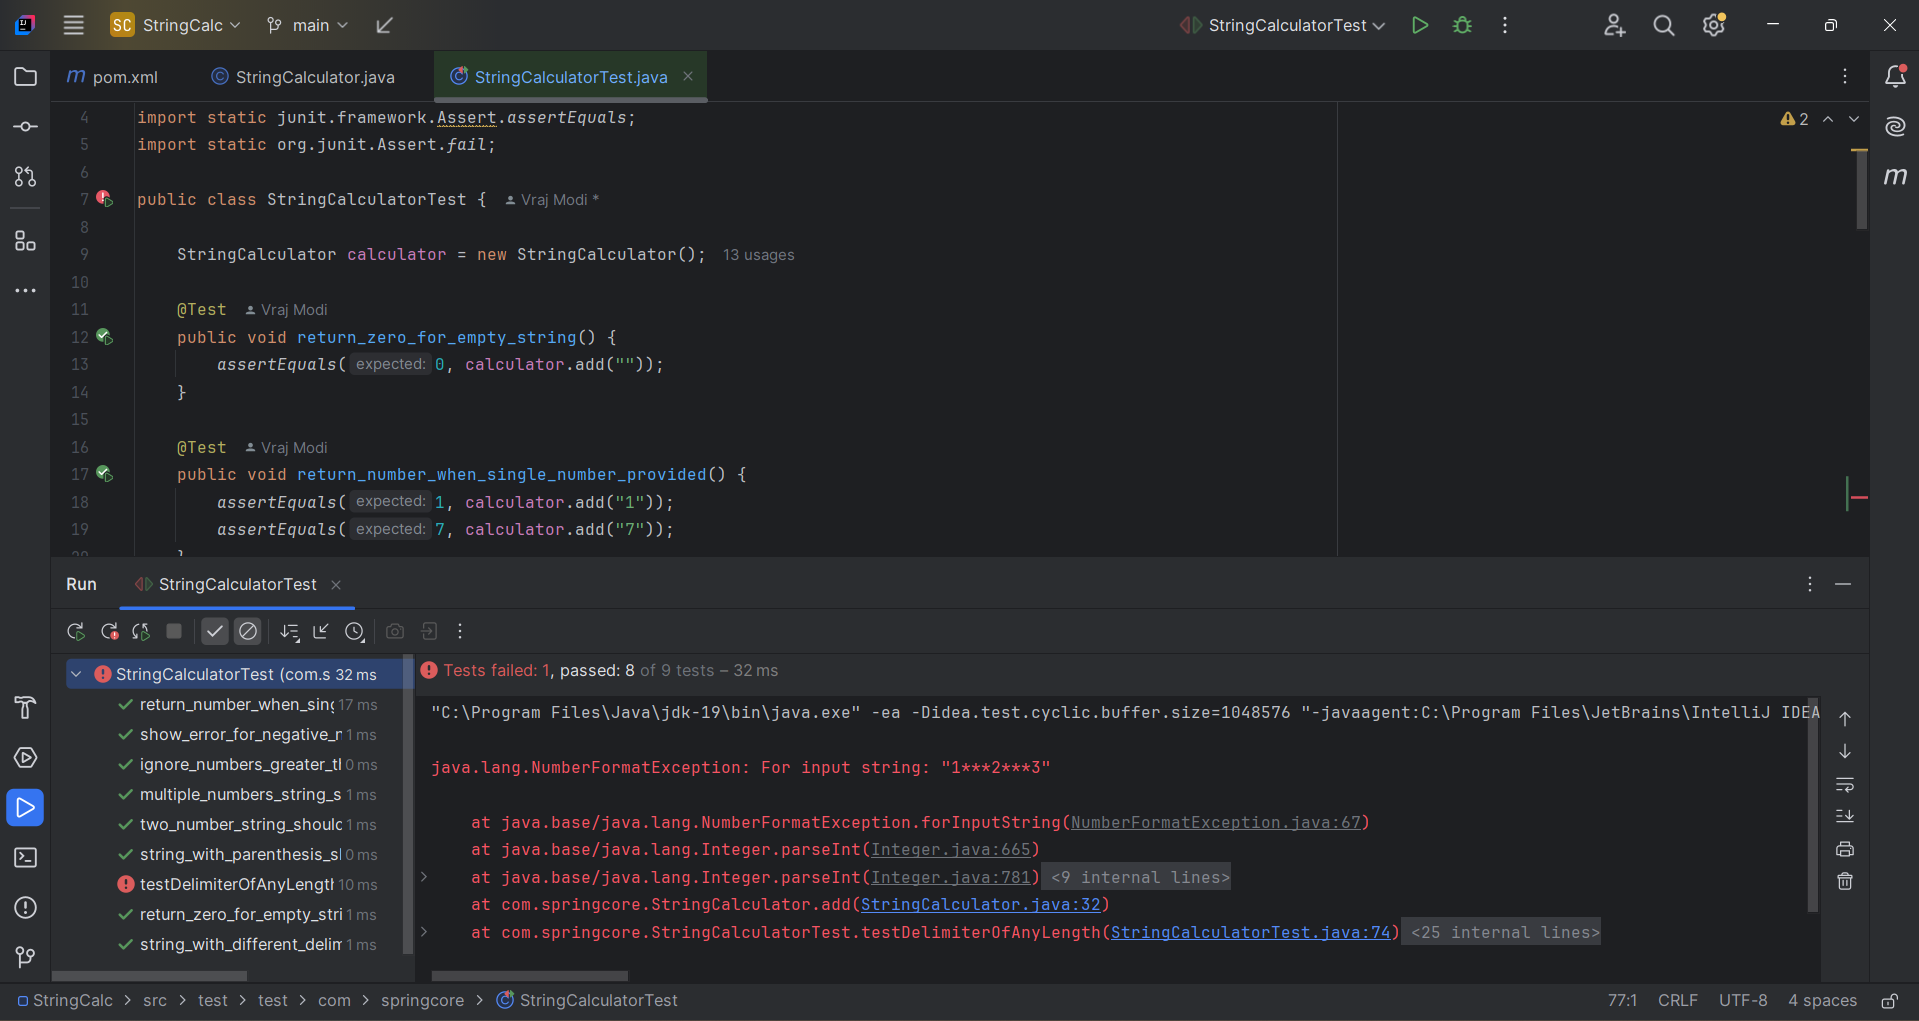 SC StringCalc main StringCalculatorTest
m pom.xml StringCalculator.java StringCalculatorTest.java
4 import static junit.framework.Assert.assertEquals; 2
5 import static org.junit.Assert.fail;
6
7 public class StringCalculatorTest { Vraj Modi *
8
9 StringCalculator calculator = new StringCalculator(); 13 usages
10
11 @Test Vraj Modi
12 public void return_zero_for_empty_string() {
13 assertEquals( expected: 0, calculator.add(""));
14 }
15
16 @Test Vraj Modi
17 public void return_number_when_single_number_provided() {
18 assertEquals( expected: 1, calculator.add("1"));
19 assertEquals( expected: 7, calculator.add("7"));
20 }
Run StringCalculatorTest
StringCalculatorTest (com.s 32 ms
return_number_when_sing 17 ms
show_error_for_negative_n 1 ms
ignore_numbers_greater_tl 0 ms
multiple_numbers_string_s 1 ms
two_number_string_should 1 ms
string_with_parenthesis_sl 0 ms
testDelimiterOfAnyLength 10 ms
return_zero_for_empty_stri 1 ms
string_with_different_delim 1 ms
Tests failed: 1, passed: 8 of 9 tests – 32 ms
"C:\Program Files\Java\jdk-19\bin\java.exe" -ea -Didea.test.cyclic.buffer.size=1048576 "-javaagent:C:\Program Files\JetBrains\IntelliJ IDEA
java.lang.NumberFormatException: For input string: "1***2***3"
at java.base/java.lang.NumberFormatException.forInputString(NumberFormatException.java:67)
at java.base/java.lang.Integer.parseInt(Integer.java:665)
at java.base/java.lang.Integer.parseInt(Integer.java:781) <9 internal lines>
at com.springcore.StringCalculator.add(StringCalculator.java:32)
at com.springcore.StringCalculatorTest.testDelimiterOfAnyLength(StringCalculatorTest.java:74) <25 internal lines>
StringCalc > src > test > test > com > springcore > StringCalculatorTest 77:1 CRLF UTF-8 4 spaces